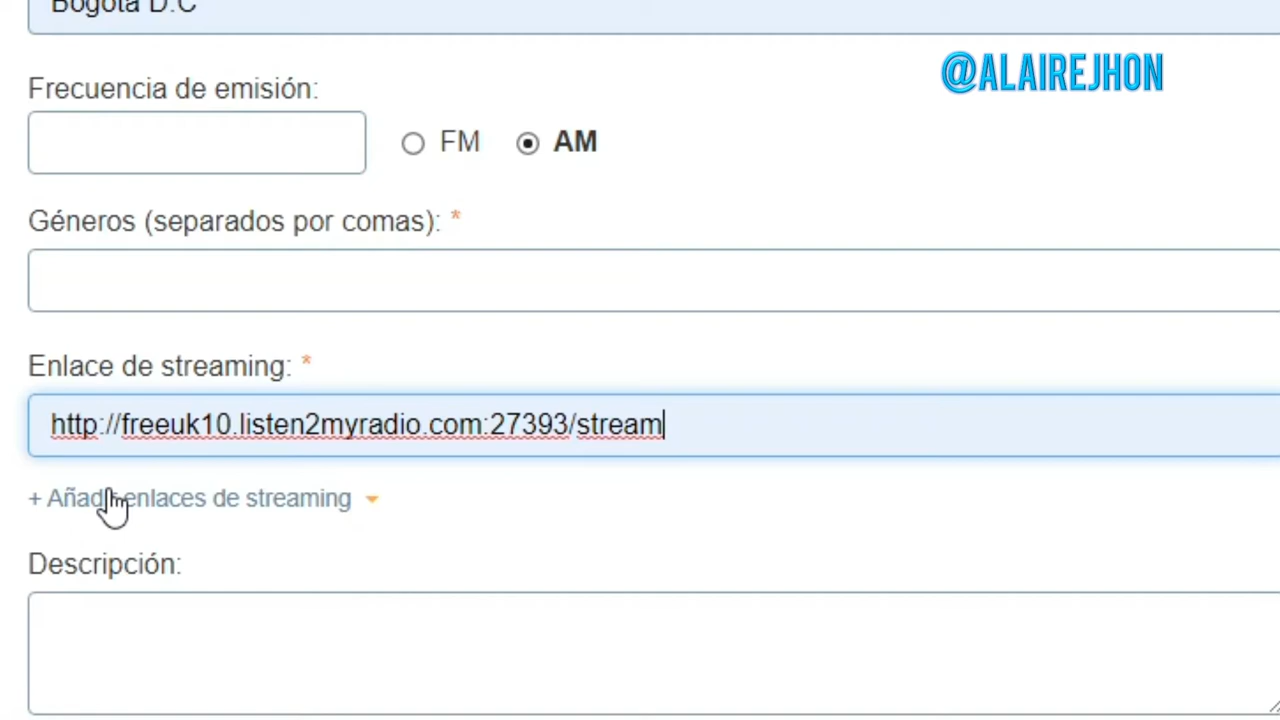 Bogotá D.C
@ALAIREJHON
Frecuencia de emisión:
FM AM
Géneros (separados por comas): *
Enlace de streaming: *
http://freeuk10.listen2myradio.com:27393/stream
+ Añadir enlaces de streaming
Descripción: